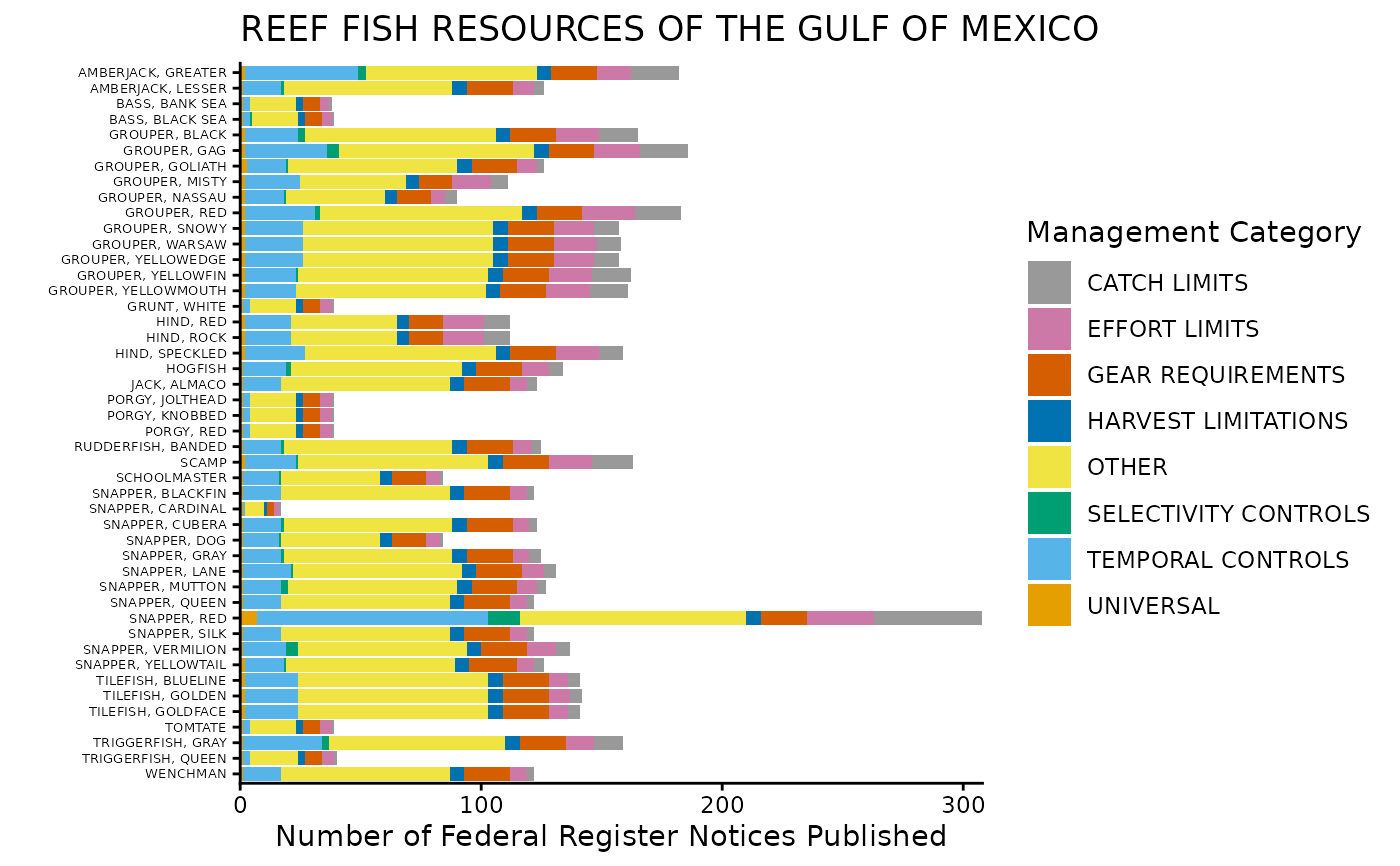 REEF FISH RESOURCES OF THE GULF OF MEXICO
AMBERJACK, GREATER
AMBERJACK, LESSER
BASS, BANK SEA
BASS, BLACK SEA
GROUPER, BLACK
GROUPER, GAG
GROUPER, GOLIATH
GROUPER, MISTY
GROUPER, NASSAU
GROUPER, RED
GROUPER, SNOWY
GROUPER, WARSAW
GROUPER, YELLOWEDGE
GROUPER, YELLOWFIN
GROUPER, YELLOWMOUTH
GRUNT, WHITE
HIND, RED
HIND, ROCK
HIND, SPECKLED
HOGFISH
JACK, ALMACO
PORGY, JOLTHEAD
PORGY, KNOBBED
PORGY, RED
RUDDERFISH, BANDED
SCAMP
SCHOOLMASTER
SNAPPER, BLACKFIN
SNAPPER, CARDINAL
SNAPPER, CUBERA
SNAPPER, DOG
SNAPPER, GRAY
SNAPPER, LANE
SNAPPER, MUTTON
SNAPPER, QUEEN
SNAPPER, RED
SNAPPER, SILK
SNAPPER, VERMILION
SNAPPER, YELLOWTAIL
TILEFISH, BLUELINE
TILEFISH, GOLDEN
TILEFISH, GOLDFACE
TOMTATE
TRIGGERFISH, GRAY
TRIGGERFISH, QUEEN
WENCHMAN
0 100 200 300
Number of Federal Register Notices Published
Management Category
CATCH LIMITS
EFFORT LIMITS
GEAR REQUIREMENTS
HARVEST LIMITATIONS
OTHER
SELECTIVITY CONTROLS
TEMPORAL CONTROLS
UNIVERSAL